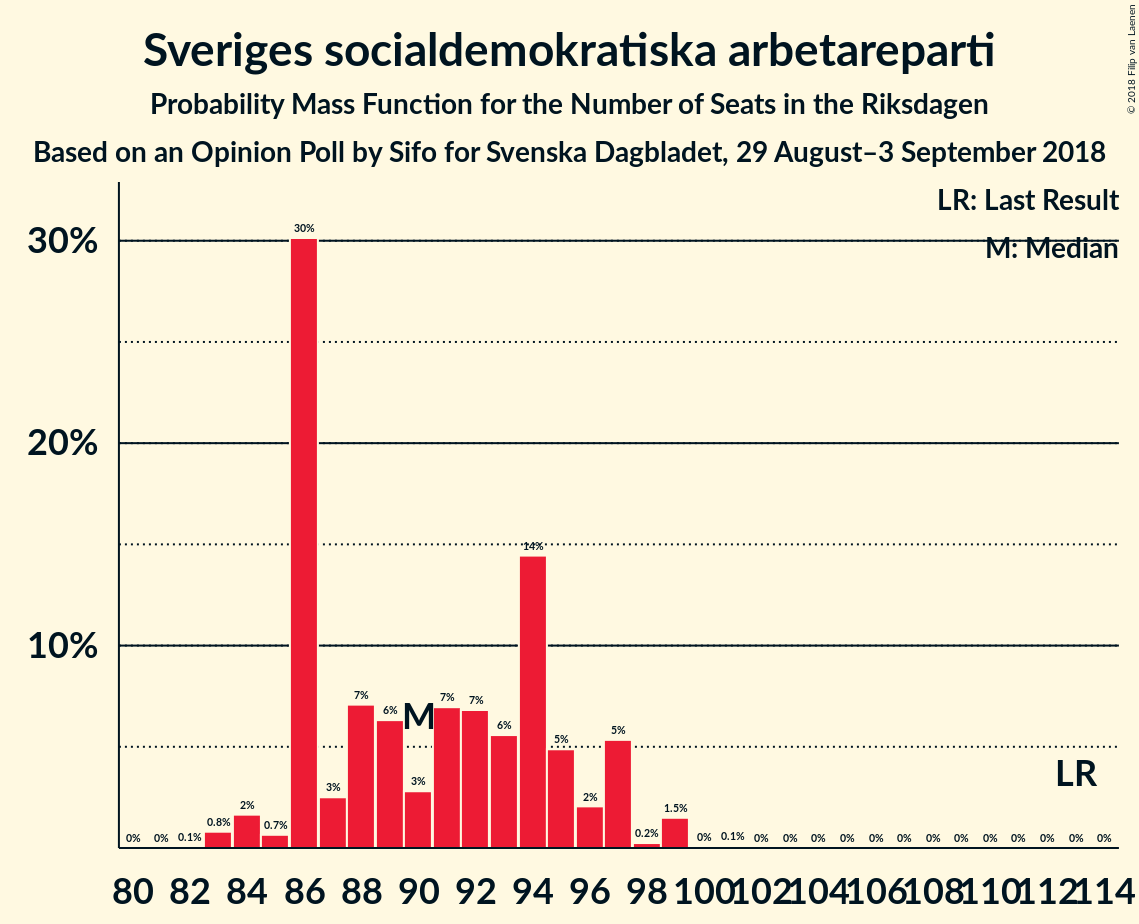 Sveriges socialdemokratiska arbetareparti
Probability Mass Function for the Number of Seats in the Riksdagen
Based on an Opinion Poll by Sifo for Svenska Dagbladet, 29 August–3 September 2018
© 2018 Filip van Laenen
LR: Last Result
M: Median
30%
20%
10%
0% 0% 0.1% 0.8% 2% 0.7% 30% 3% 7% 6% 3% 7% 7% 6% 14% 5% 2% 5% 0.2% 1.5% 0% 0.1% 0% 0% 0% 0% 0% 0% 0% 0% 0% 0% 0% 0% 0%
M
LR
80 82 84 86 88 90 92 94 96 98 100 102 104 106 108 110 112 114